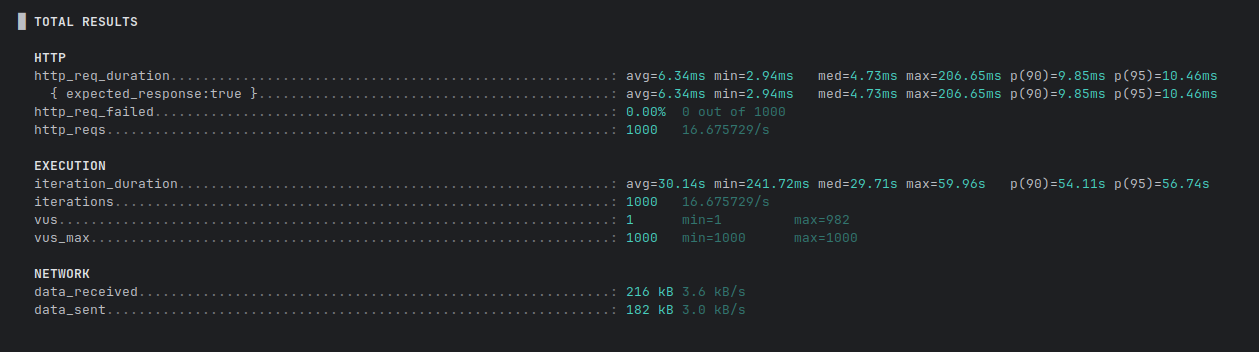 █ TOTAL RESULTS
HTTP
http_req_duration.......................................................: avg=6.34ms min=2.94ms   med=4.73ms max=206.65ms p(90)=9.85ms p(95)=10.46ms
  { expected_response:true }............................................: avg=6.34ms min=2.94ms   med=4.73ms max=206.65ms p(90)=9.85ms p(95)=10.46ms
http_req_failed.........................................................: 0.00%  0 out of 1000
http_reqs...............................................................: 1000   16.675729/s
EXECUTION
iteration_duration......................................................: avg=30.14s min=241.72ms med=29.71s max=59.96s   p(90)=54.11s p(95)=56.74s
iterations..............................................................: 1000   16.675729/s
vus.....................................................................: 1      min=1         max=982
vus_max.................................................................: 1000   min=1000      max=1000
NETWORK
data_received...........................................................: 216 kB 3.6 kB/s
data_sent...............................................................: 182 kB 3.0 kB/s